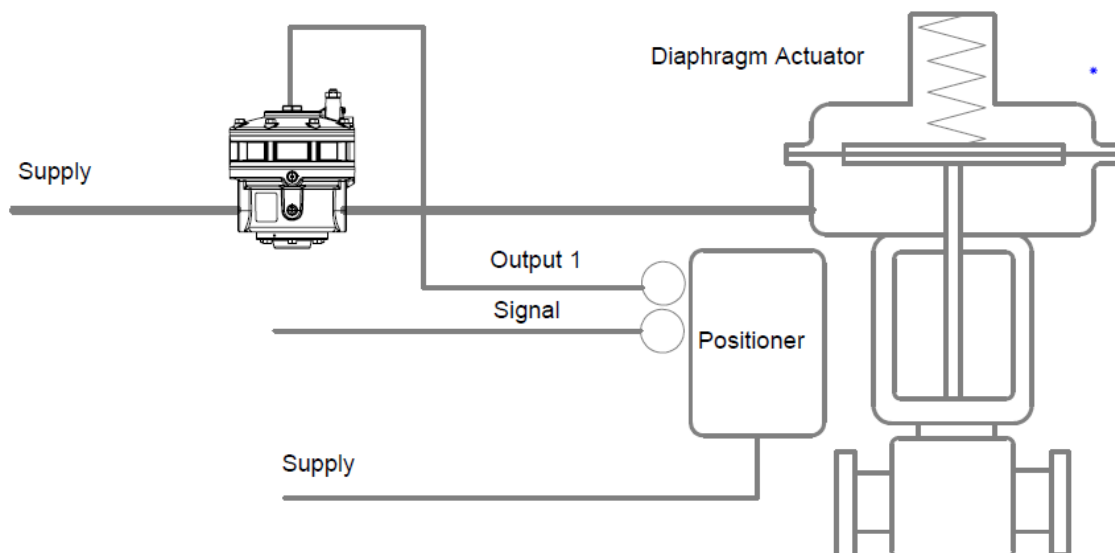 Diaphragm Actuator
Supply
Output 1
Signal
Positioner
Supply